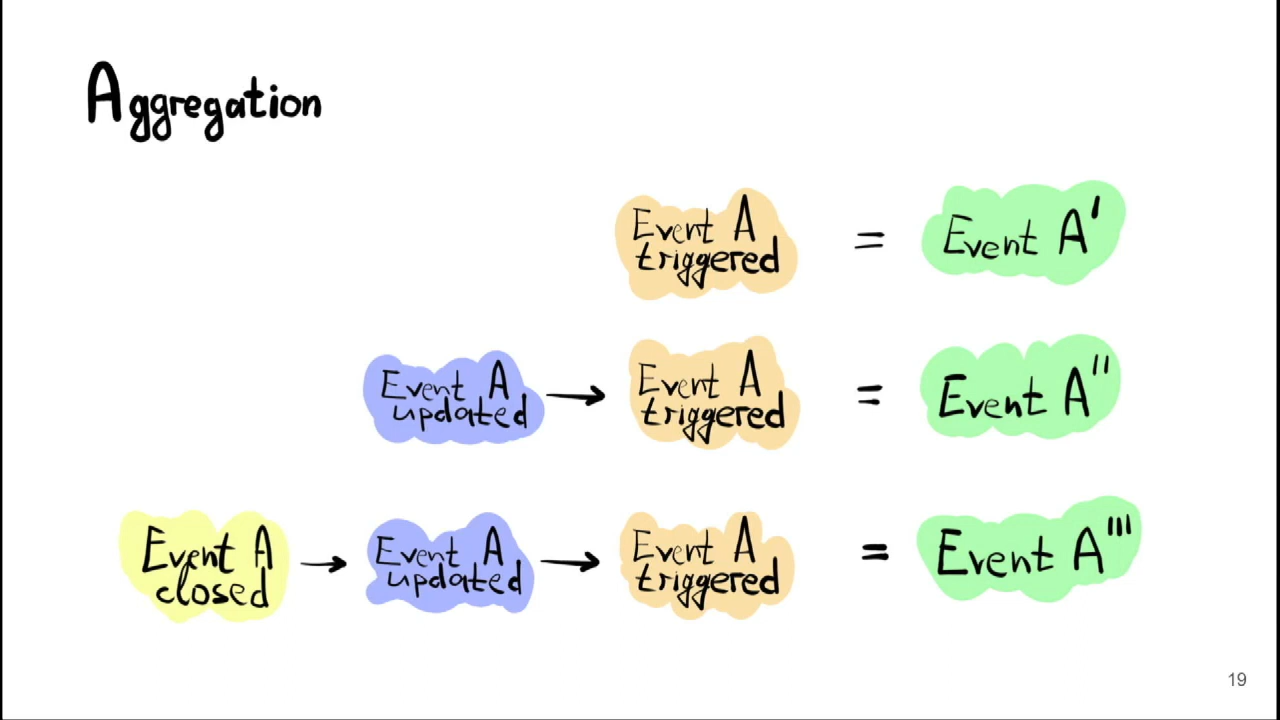 Aggregation
Event A
triggered
=
Event A'
Event A
updated
→
Event A
triggered
=
Event A''
Event A
closed
→
Event A
updated
→
Event A
triggered
=
Event A'''
19